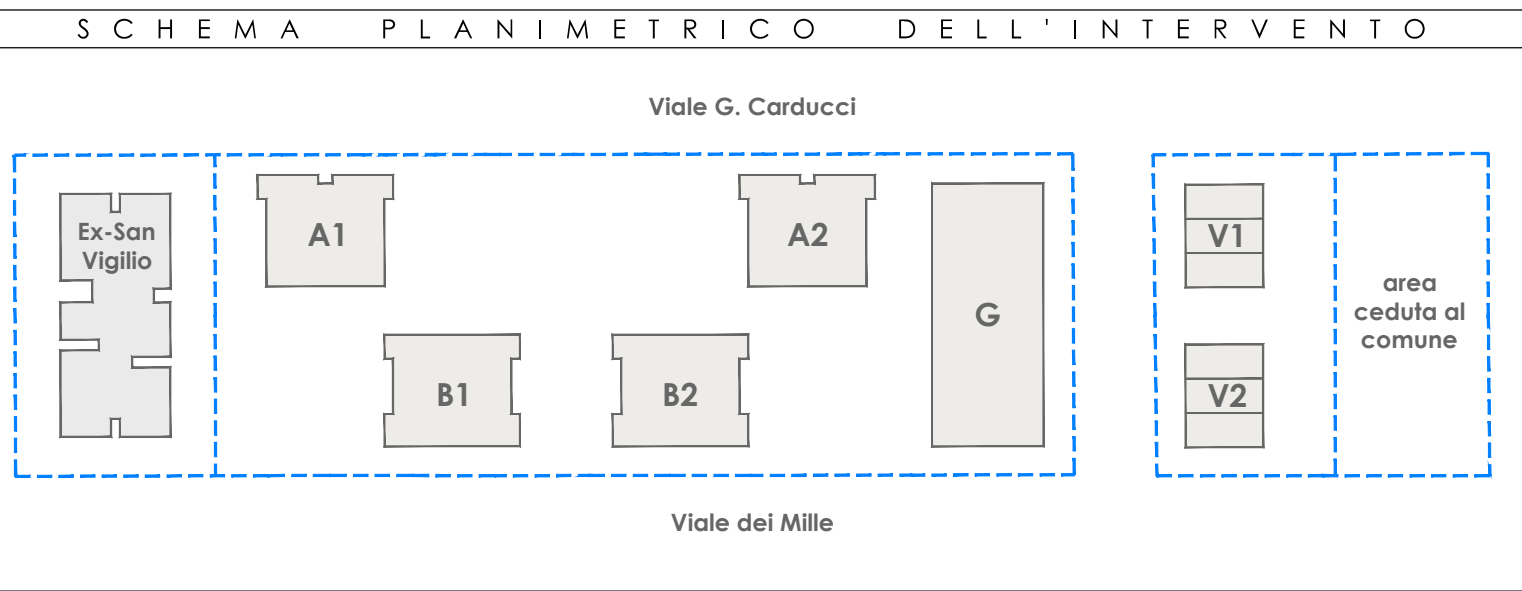 SCHEMA PLANIMETRICO DELL'INTERVENTO
Viale G. Carducci
Ex-San
Vigilio
A1
A2
G
B1
B2
V1
V2
area
ceduta al
comune
Viale dei Mille